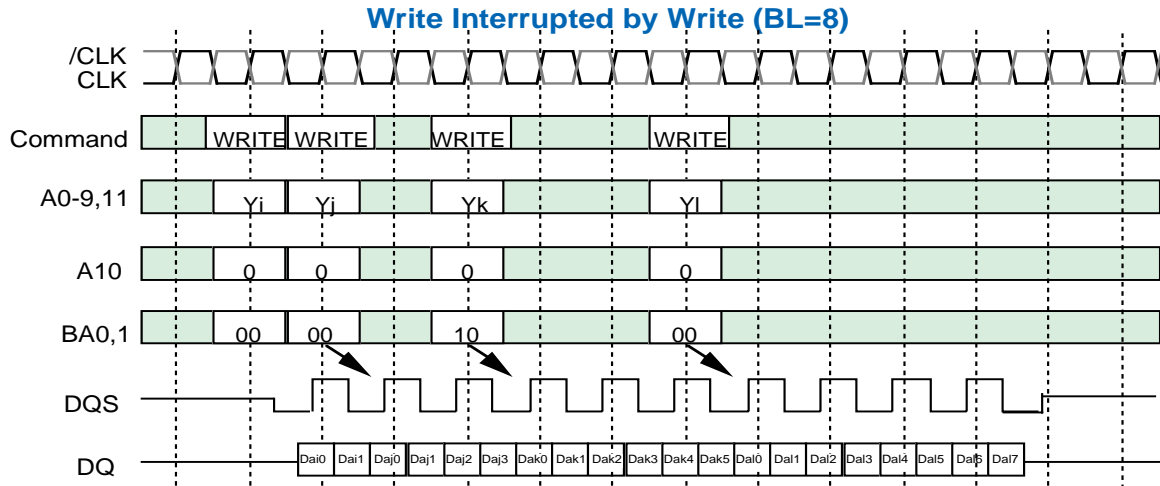 Write Interrupted by Write (BL=8)
/CLK
CLK
Command WRITE WRITE WRITE WRITE
A0-9,11 Yi Yj Yk Yl
A10 0 0 0 0
BA0,1 00 00 10 00
DQS
DQ Dai0 Dai1 Daj0 Daj1 Daj2 Daj3 Dak0 Dak1 Dak2 Dak3 Dak4 Dak5 Dal0 Dal1 Dal2 Dal3 Dal4 Dal5 Dal6 Dal7